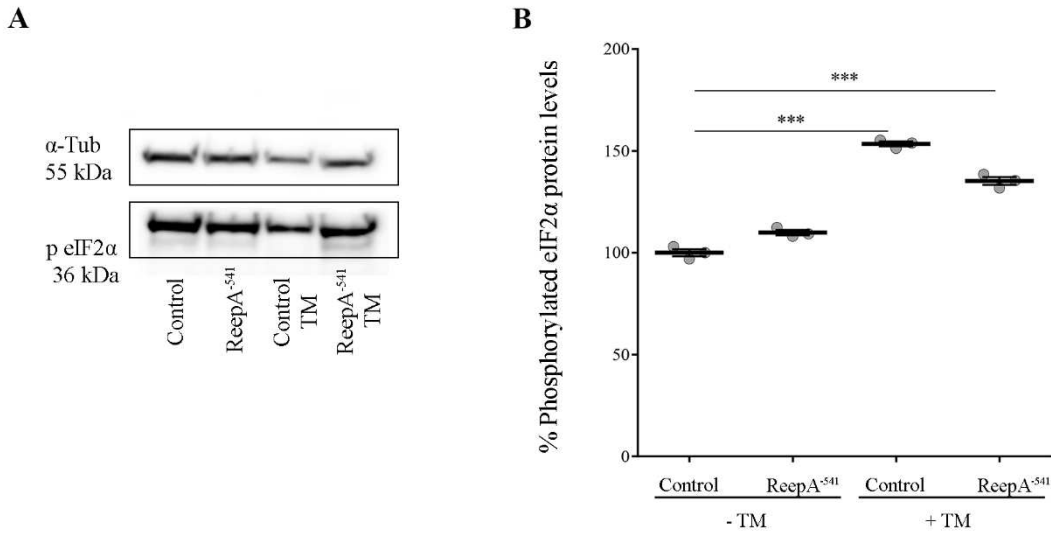 A
α-Tub
55 kDa
p eIF2α
36 kDa
Control
ReepA⁻⁵⁴¹
Control
TM
ReepA⁻⁵⁴¹
TM
B
% Phosphorylated eIF2α protein levels
200
150
100
50
0
***
***
Control
ReepA⁻⁵⁴¹
Control
ReepA⁻⁵⁴¹
- TM
+ TM